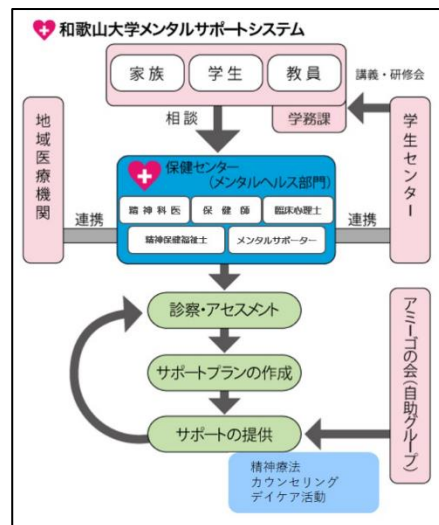 和歌山大学メンタルサポートシステム
家族 学生 教員
講義・研修会
相談
学務課
地域医療機関
学生センター
保健センター
(メンタルヘルス部門)
精神科医 保健師 臨床心理士
精神保健福祉士 メンタルサポーター
連携
連携
診察・アセスメント
サポートプランの作成
サポートの提供
アミーゴの会(自助グループ)
精神療法
カウンセリング
デイケア活動